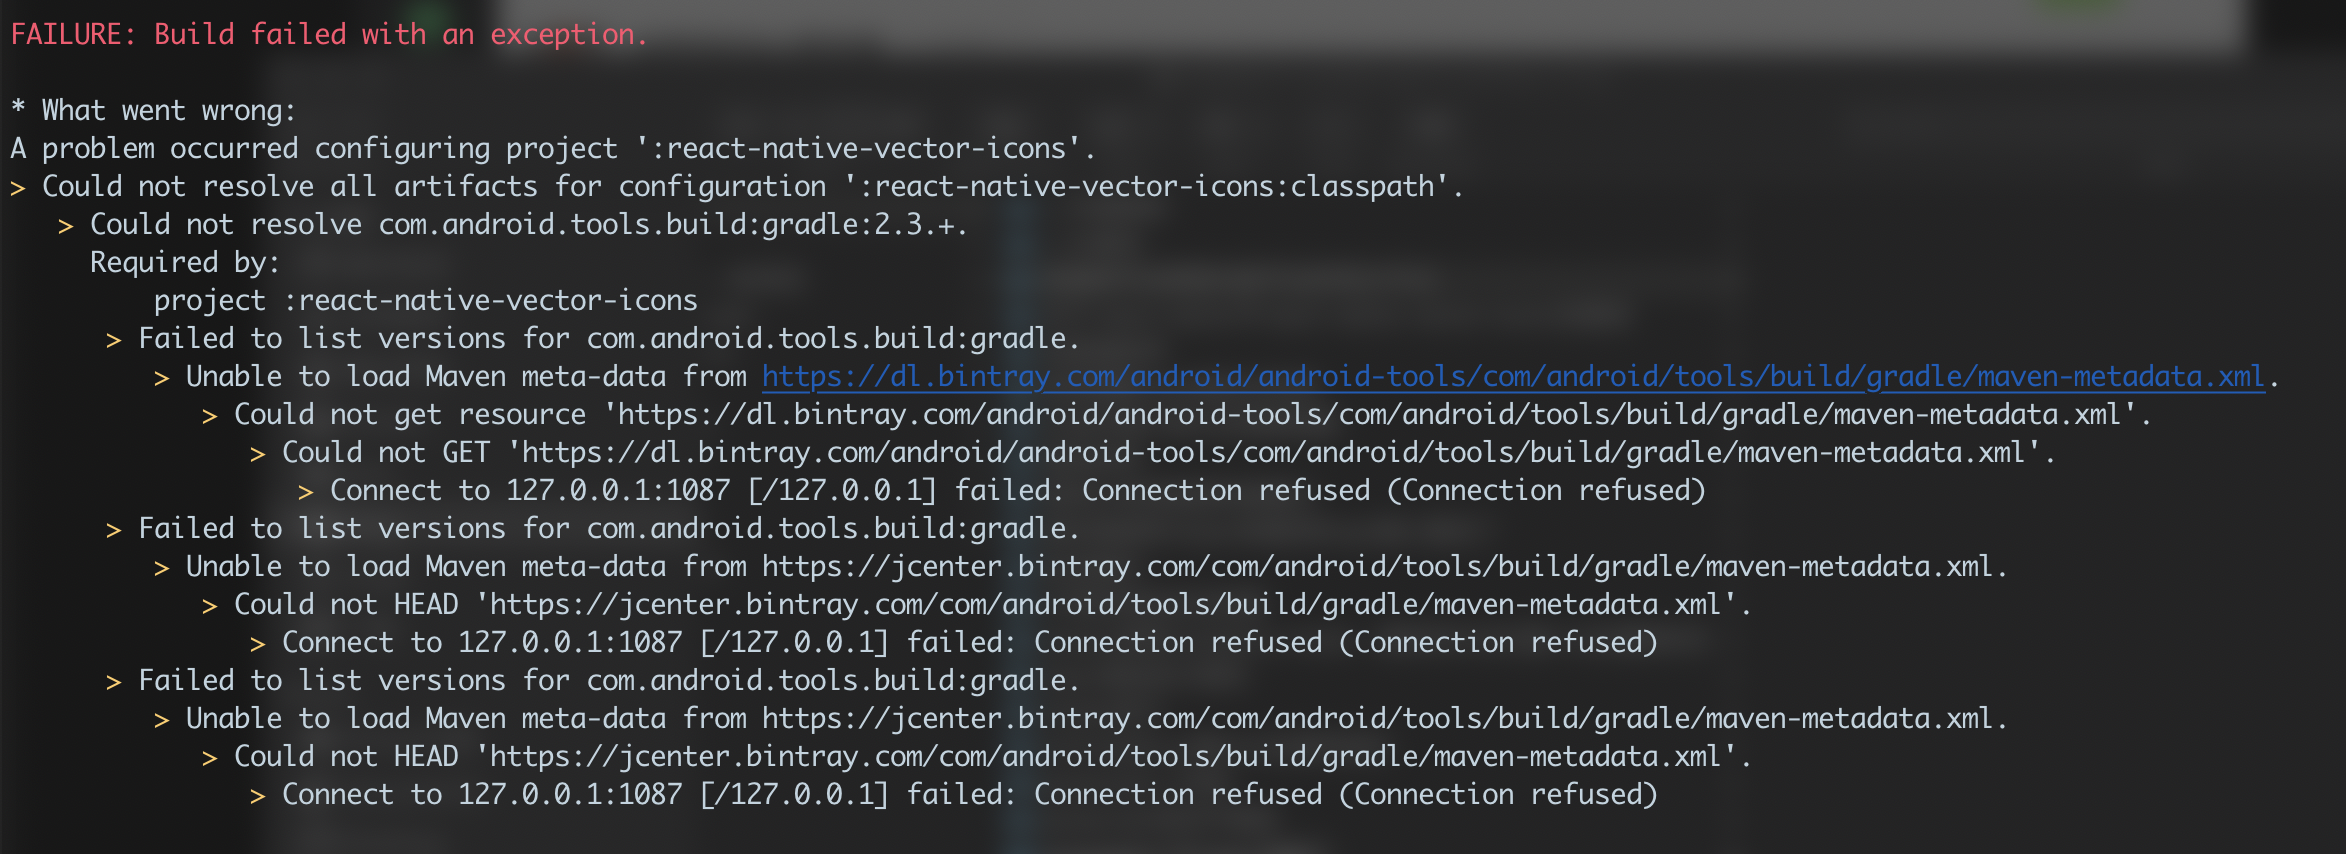 FAILURE: Build failed with an exception.
* What went wrong:
A problem occurred configuring project ':react-native-vector-icons'.
> Could not resolve all artifacts for configuration ':react-native-vector-icons:classpath'.
> Could not resolve com.android.tools.build:gradle:2.3.+.
Required by:
project :react-native-vector-icons
> Failed to list versions for com.android.tools.build:gradle.
> Unable to load Maven meta-data from https://dl.bintray.com/android/android-tools/com/android/tools/build/gradle/maven-metadata.xml.
> Could not get resource 'https://dl.bintray.com/android/android-tools/com/android/tools/build/gradle/maven-metadata.xml'.
> Could not GET 'https://dl.bintray.com/android/android-tools/com/android/tools/build/gradle/maven-metadata.xml'.
> Connect to 127.0.0.1:1087 [/127.0.0.1] failed: Connection refused (Connection refused)
> Failed to list versions for com.android.tools.build:gradle.
> Unable to load Maven meta-data from https://jcenter.bintray.com/com/android/tools/build/gradle/maven-metadata.xml.
> Could not HEAD 'https://jcenter.bintray.com/com/android/tools/build/gradle/maven-metadata.xml'.
> Connect to 127.0.0.1:1087 [/127.0.0.1] failed: Connection refused (Connection refused)
> Failed to list versions for com.android.tools.build:gradle.
> Unable to load Maven meta-data from https://jcenter.bintray.com/com/android/tools/build/gradle/maven-metadata.xml.
> Could not HEAD 'https://jcenter.bintray.com/com/android/tools/build/gradle/maven-metadata.xml'.
> Connect to 127.0.0.1:1087 [/127.0.0.1] failed: Connection refused (Connection refused)